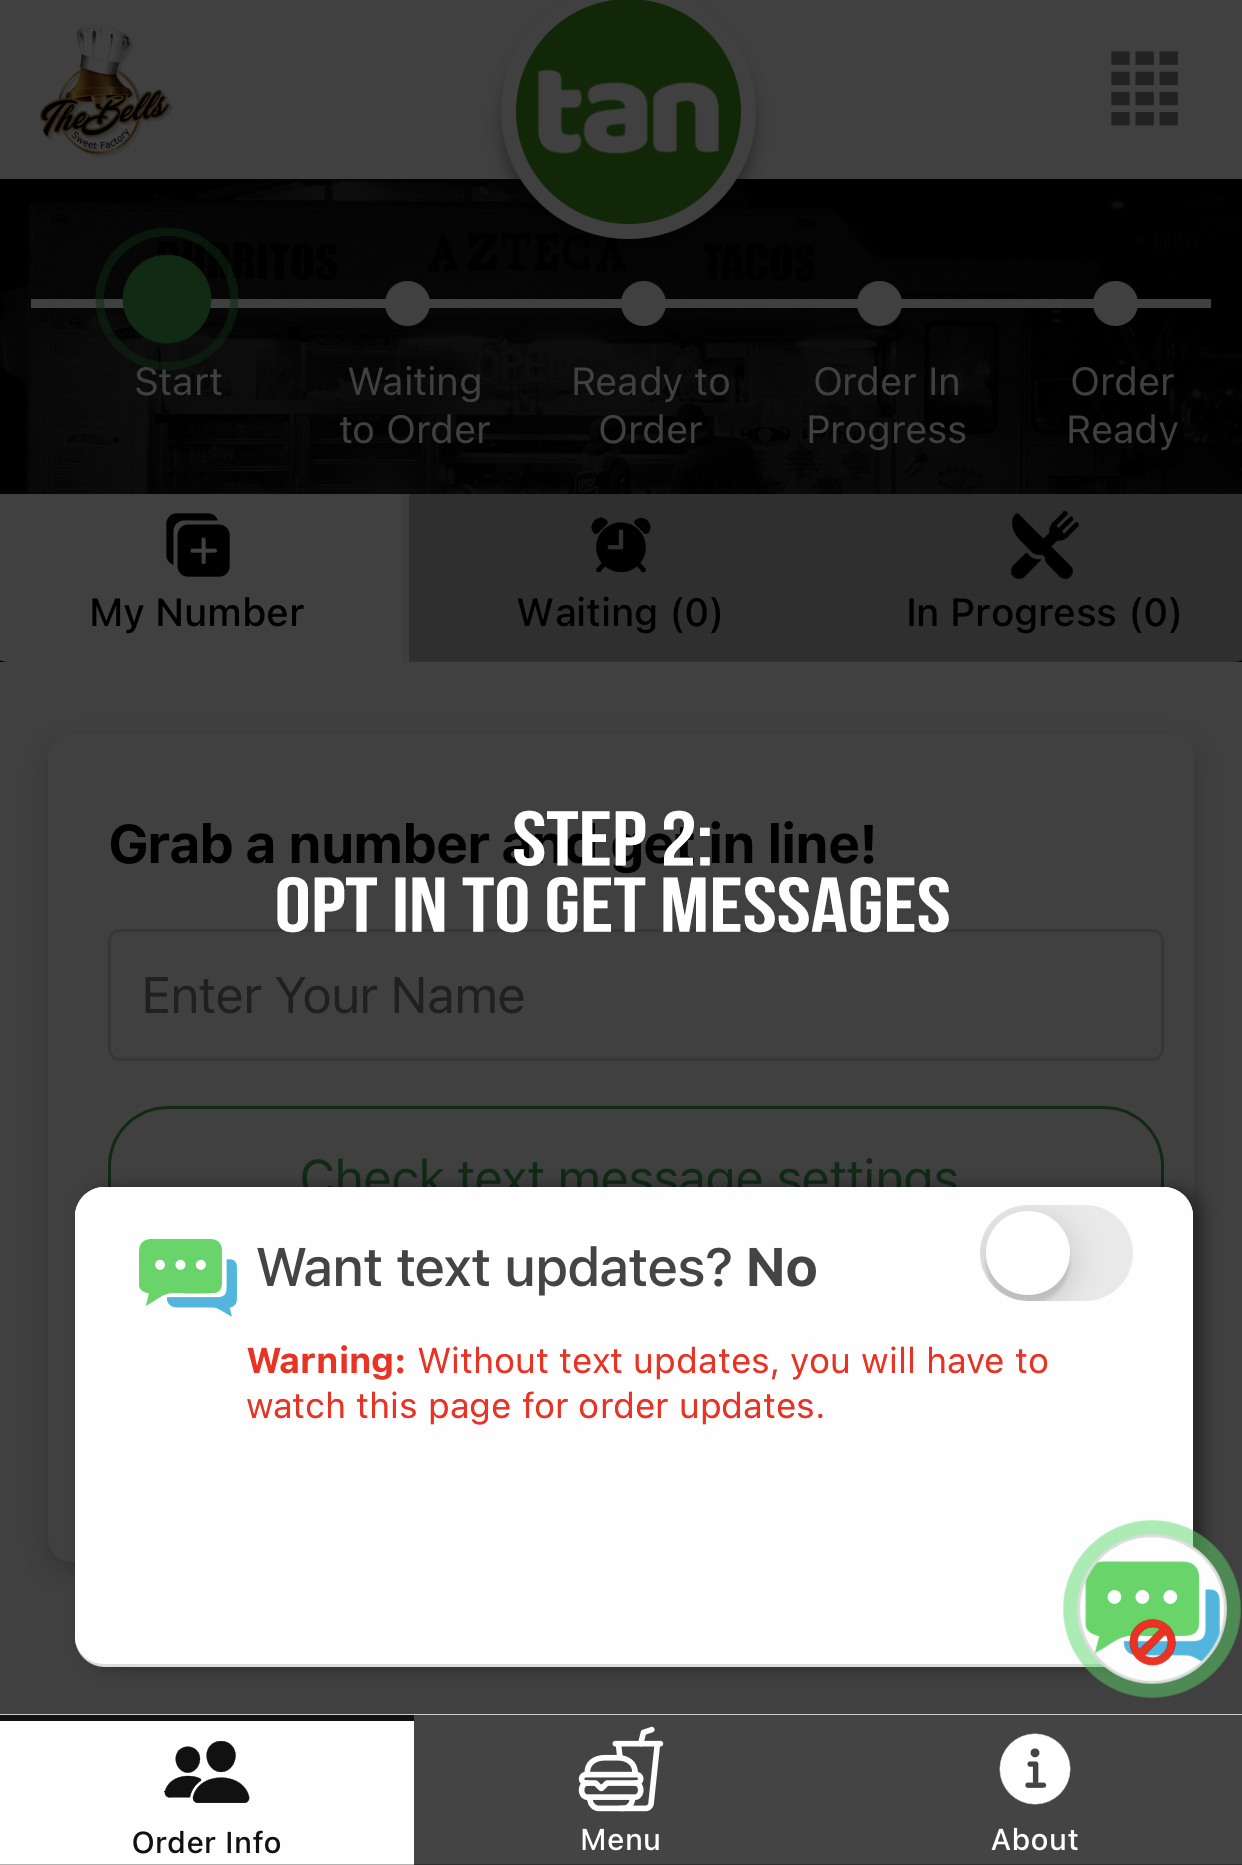 The Bells
Sweet Factory
tan
BURRITOS AZTECA TACOS
Start
Waiting
to Order
Ready to
Order
Order In
Progress
Order
Ready
My Number
Waiting (0)
In Progress (0)
Grab a number and get in line!
STEP 2:
OPT IN TO GET MESSAGES
Enter Your Name
Check text message settings
Want text updates? No
Warning: Without text updates, you will have to
watch this page for order updates.
Order Info
Menu
About